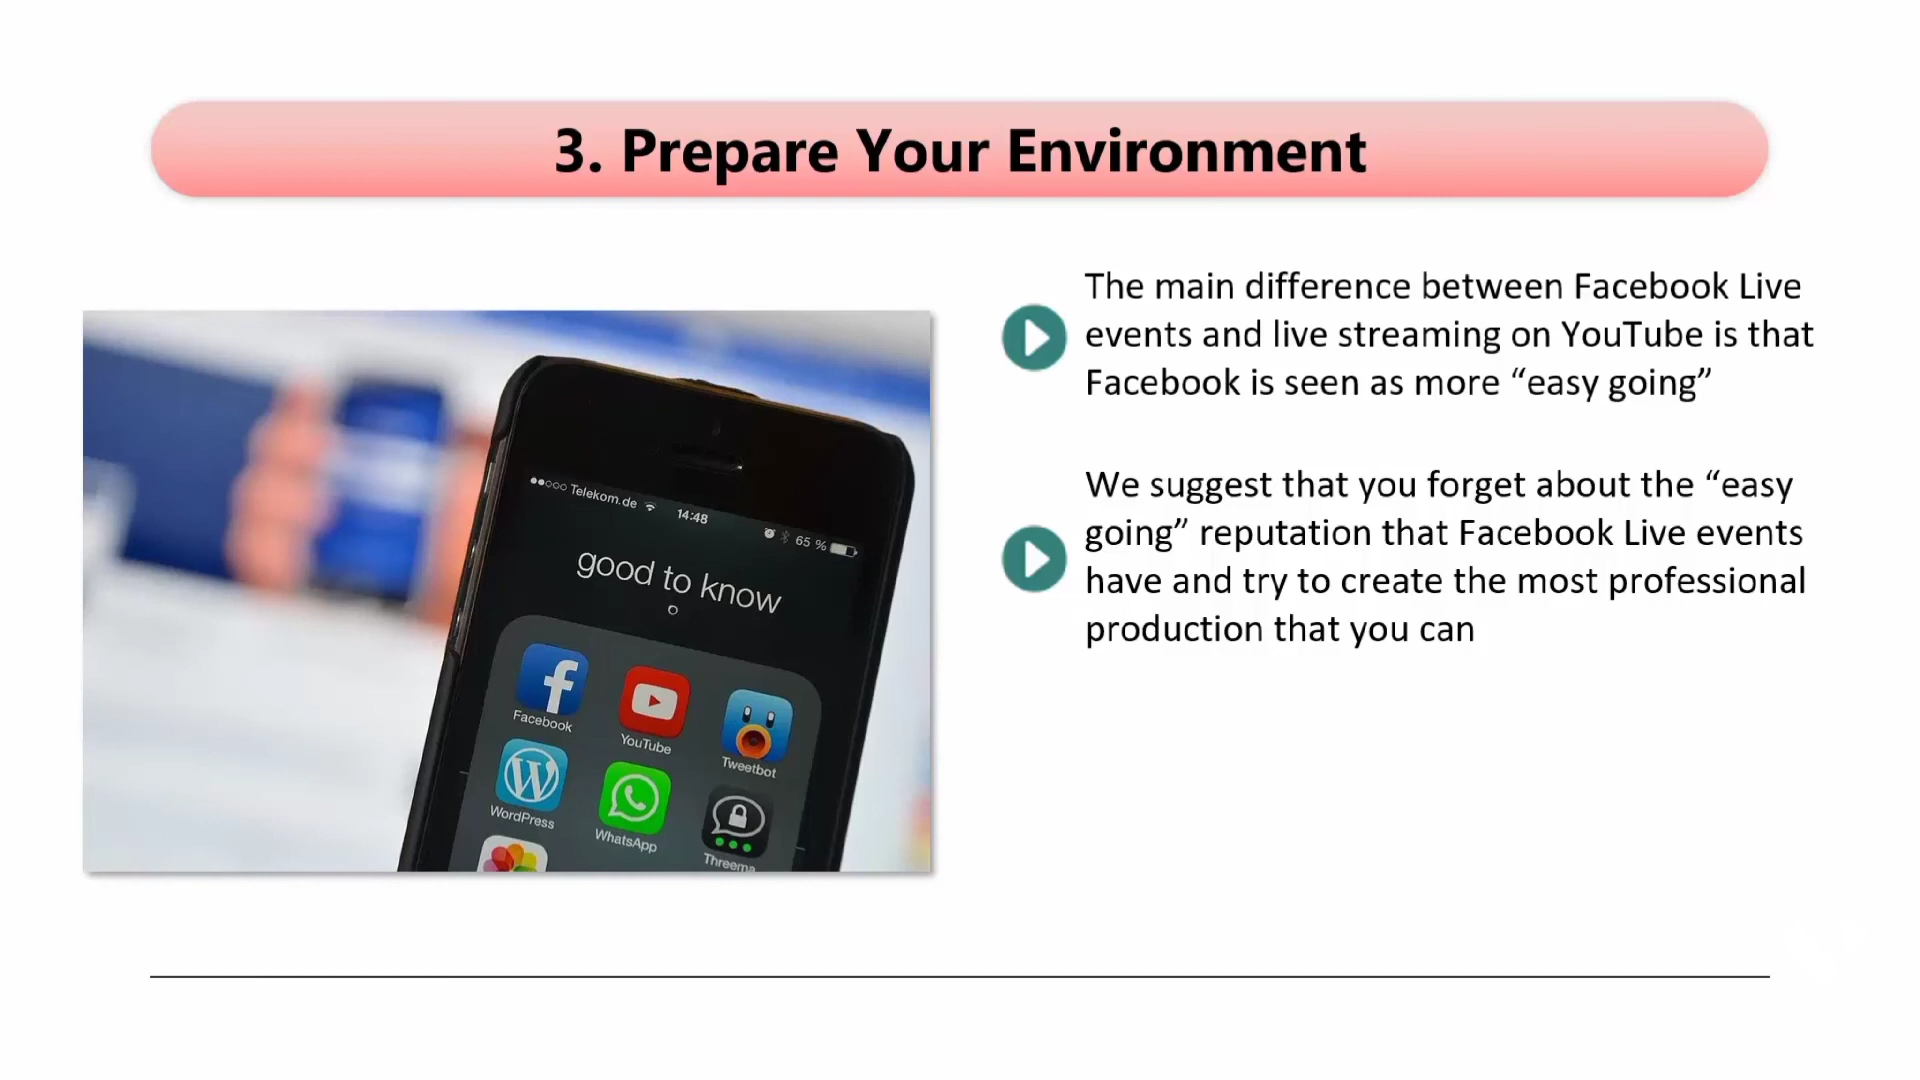 3. Prepare Your Environment
The main difference between Facebook Live
events and live streaming on YouTube is that
Facebook is seen as more “easy going”
We suggest that you forget about the “easy
going” reputation that Facebook Live events
have and try to create the most professional
production that you can
Telekom.de 14:48 65 %
good to know
Facebook YouTube Tweetbot
WordPress WhatsApp Threema